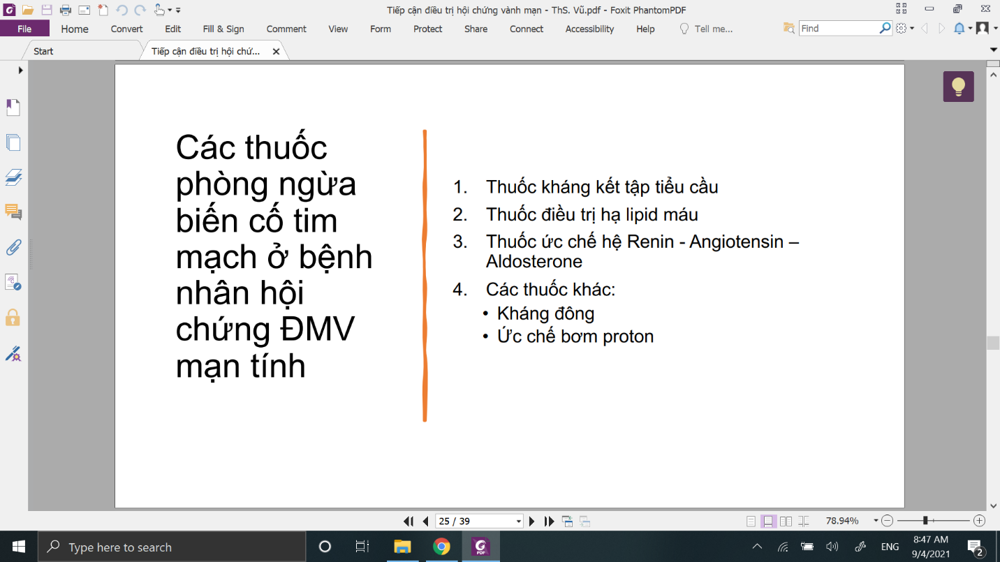 Tiếp cận điều trị hội chứng vành mạn - ThS. Vũ.pdf - Foxit PhantomPDF
File Home Convert Edit Fill & Sign Comment View Form Protect Share Connect Accessibility Help Tell me... Find
Start Tiếp cận điều trị hội chứ...
Các thuốc
phòng ngừa
biến cố tim
mạch ở bệnh
nhân hội
chứng ĐMV
mạn tính
1. Thuốc kháng kết tập tiểu cầu
2. Thuốc điều trị hạ lipid máu
3. Thuốc ức chế hệ Renin - Angiotensin –
Aldosterone
4. Các thuốc khác:
• Kháng đông
• Ức chế bơm proton
25 / 39 78.94%
Type here to search
PDF
ENG
8:47 AM
9/4/2021
2